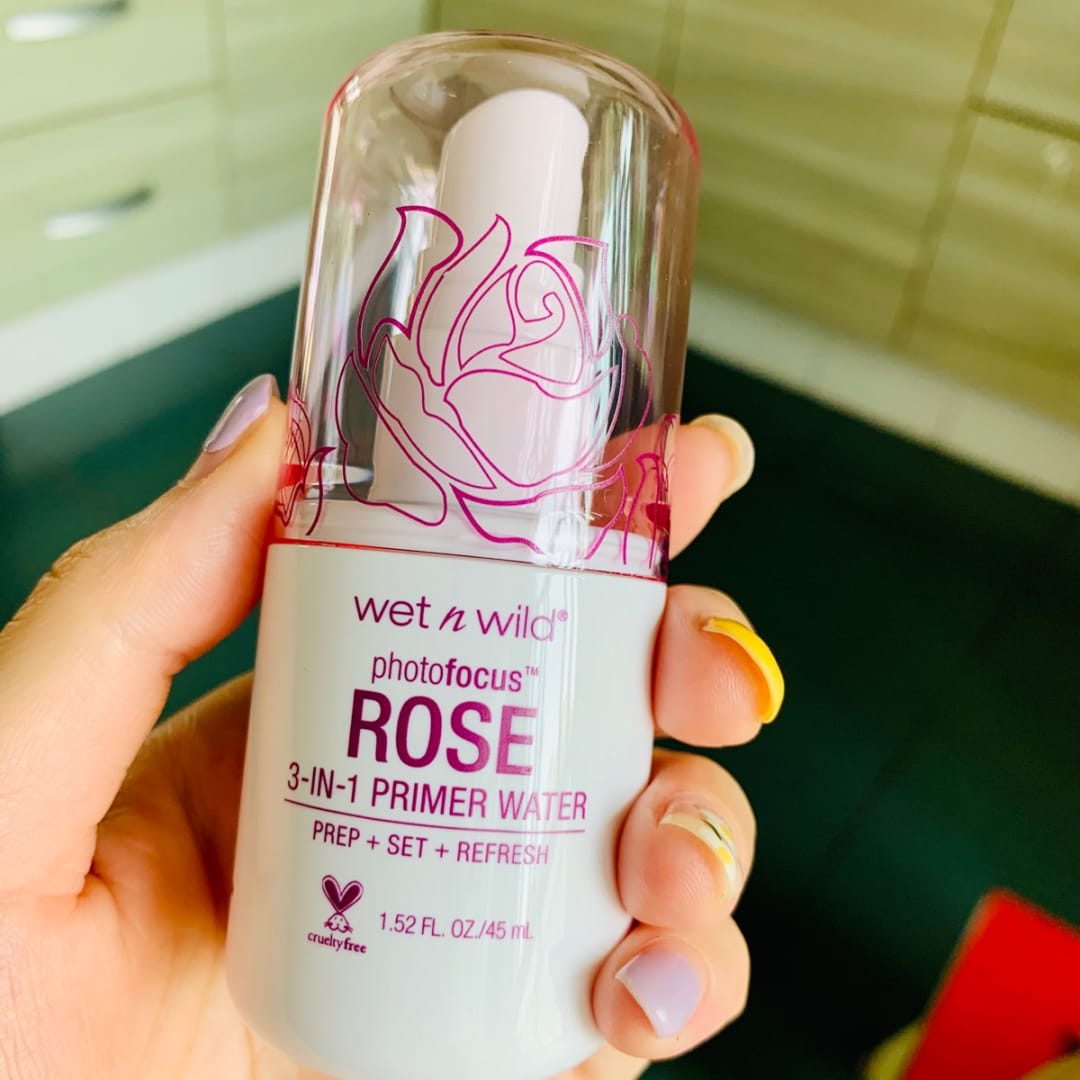 wet n wild®
photofocus™
ROSE
3-IN-1 PRIMER WATER
PREP + SET + REFRESH
crueltyfree
1.52 FL. OZ./45 mL